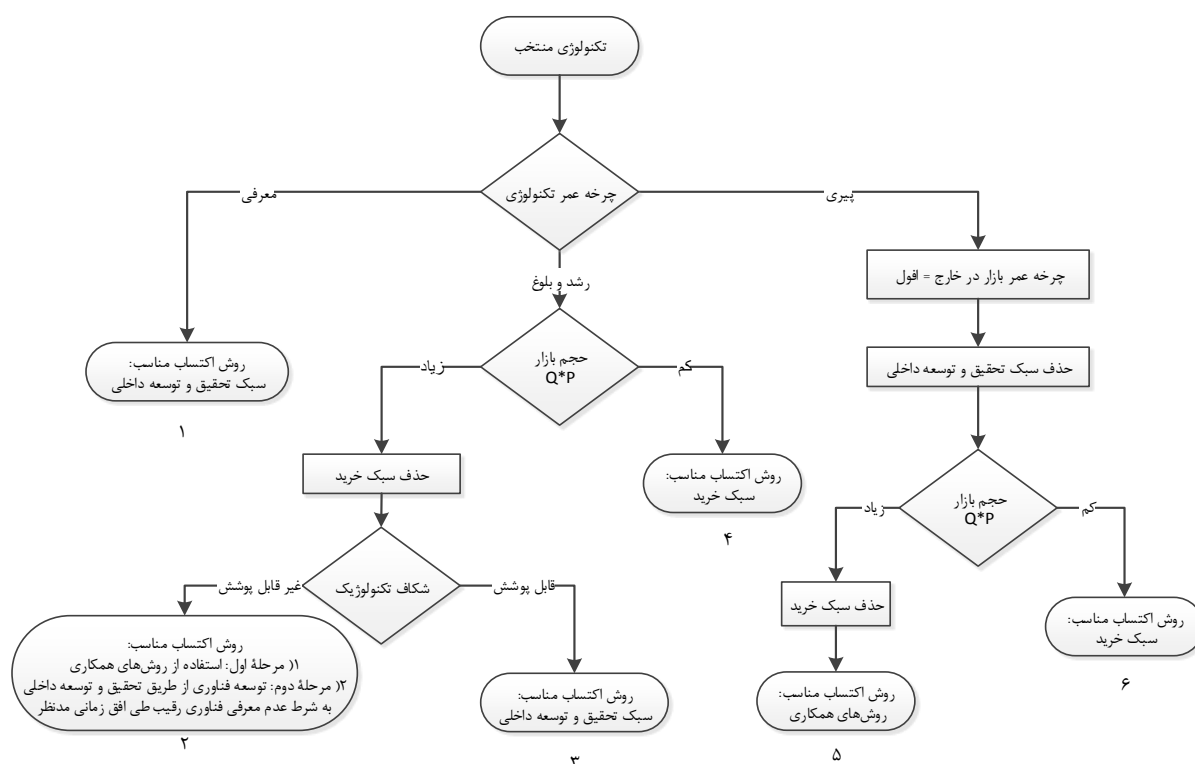 تکنولوژی منتخب
چرخه عمر تکنولوژی
معرفی
پیری
رشد و بلوغ
چرخه عمر بازار در خارج = افول
روش اکتساب مناسب:
سبک تحقیق و توسعه داخلی
۱
حجم بازار
Q*P
زیاد
کم
حذف سبک تحقیق و توسعه داخلی
حذف سبک خرید
روش اکتساب مناسب:
سبک خرید
۴
حجم بازار
Q*P
زیاد
کم
شکاف تکنولوژیک
غیر قابل پوشش
قابل پوشش
حذف سبک خرید
روش اکتساب مناسب:
سبک خرید
۶
روش اکتساب مناسب:
۱( مرحلهٔ اول: استفاده از روش‌های همکاری
۲( مرحلهٔ دوم: توسعه فناوری از طریق تحقیق و توسعه داخلی
به شرط عدم معرفی فناوری رقیب طی افق زمانی مدنظر
۲
روش اکتساب مناسب:
سبک تحقیق و توسعه داخلی
۳
روش اکتساب مناسب:
روش‌های همکاری
۵